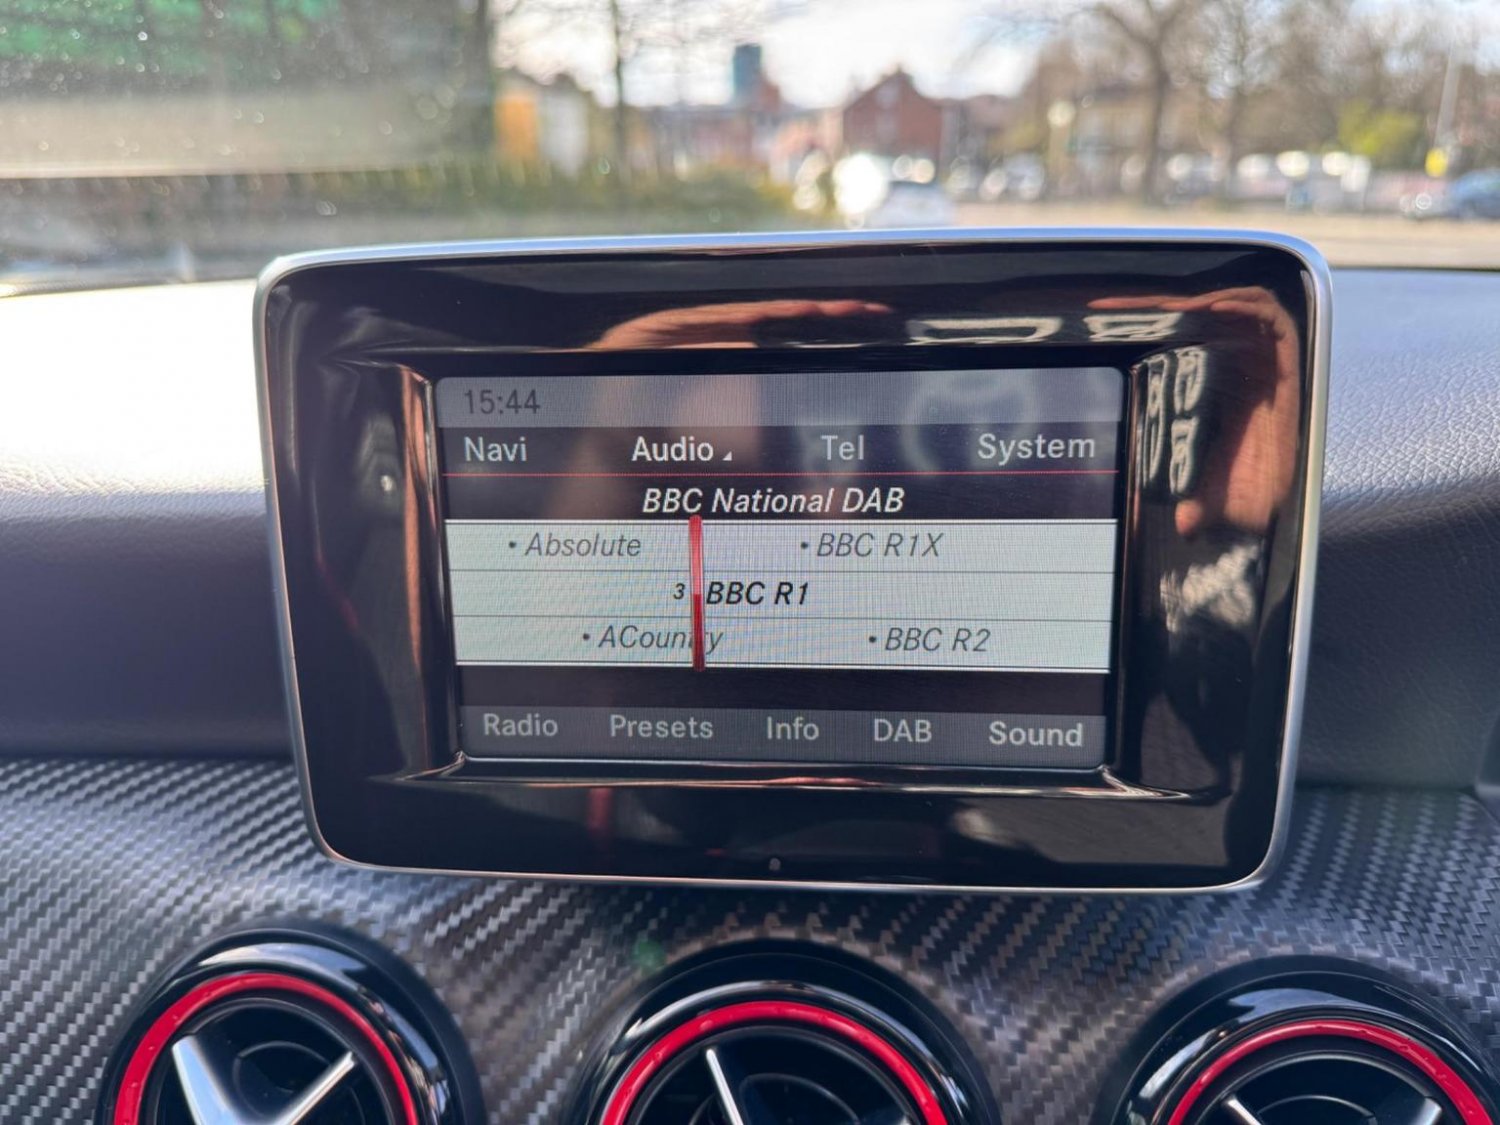 15:44
Navi Audio Tel System
BBC National DAB
• Absolute • BBC R1X
3 BBC R1
• ACountry • BBC R2
Radio Presets Info DAB Sound